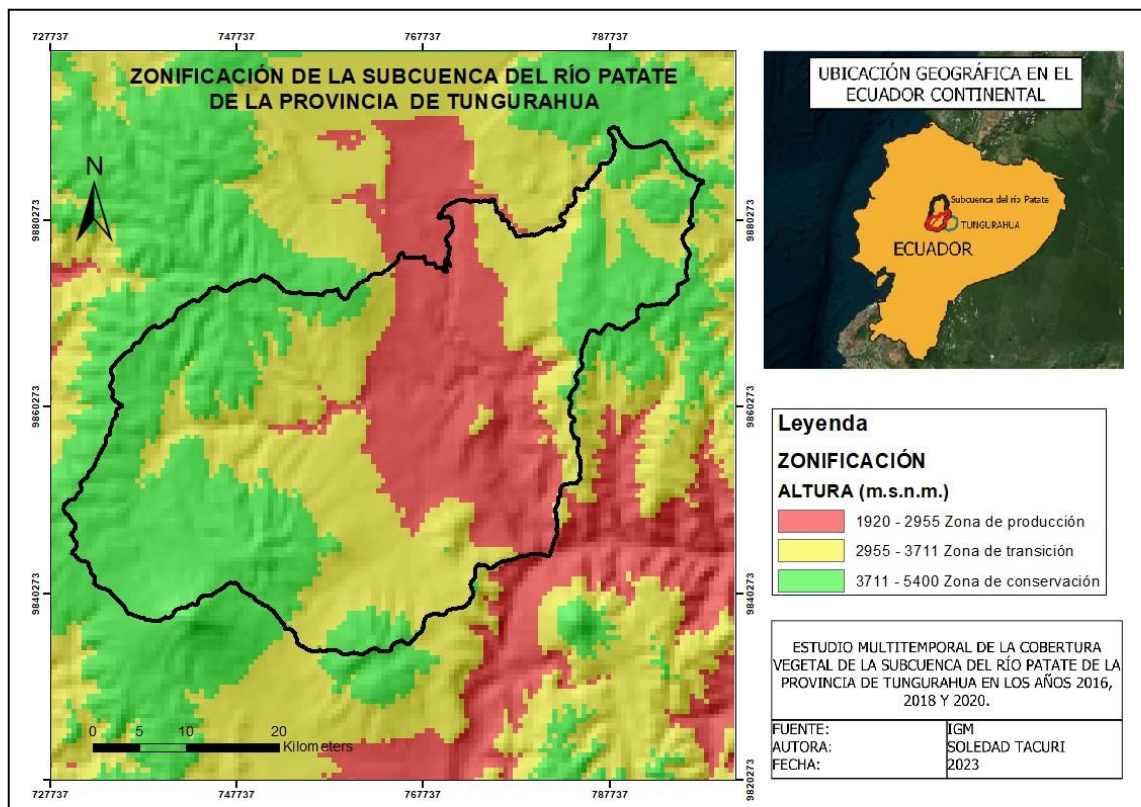 727737 747737 767737 787737
ZONIFICACIÓN DE LA SUBCUENCA DEL RÍO PATATE
DE LA PROVINCIA DE TUNGURAHUA
N
9880273 9880273
9860273 9860273
9840273 9840273
9820273
0 5 10 20
Kilometers
727737 747737 767737 787737
UBICACIÓN GEOGRÁFICA EN EL
ECUADOR CONTINENTAL
Subcuenca del río Patate
TUNGURAHUA
ECUADOR
Leyenda
ZONIFICACIÓN
ALTURA (m.s.n.m.)
1920 - 2955 Zona de producción
2955 - 3711 Zona de transición
3711 - 5400 Zona de conservación
ESTUDIO MULTITEMPORAL DE LA COBERTURA
VEGETAL DE LA SUBCUENCA DEL RÍO PATATE DE LA
PROVINCIA DE TUNGURAHUA EN LOS AÑOS 2016,
2018 Y 2020.
FUENTE: IGM
AUTORA: SOLEDAD TACURI
FECHA: 2023